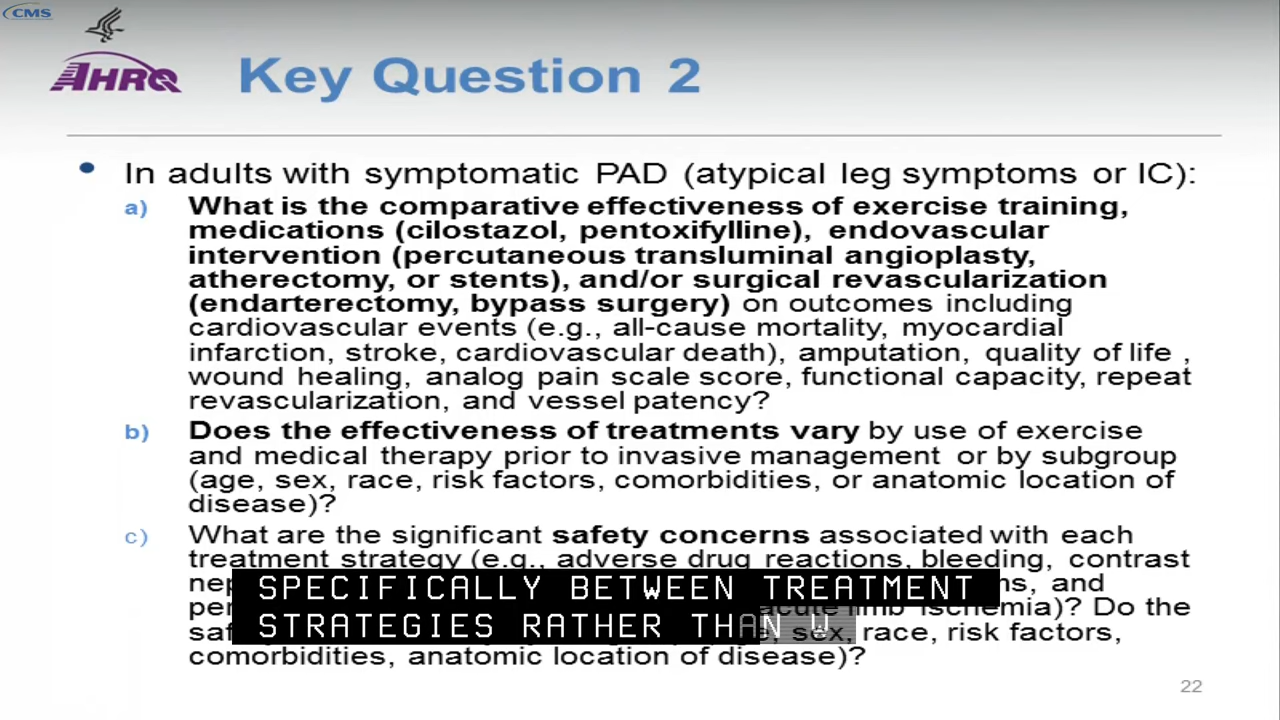 CMS
AHRQ
Key Question 2
• In adults with symptomatic PAD (atypical leg symptoms or IC):
a) What is the comparative effectiveness of exercise training,
medications (cilostazol, pentoxifylline), endovascular
intervention (percutaneous transluminal angioplasty,
atherectomy, or stents), and/or surgical revascularization
(endarterectomy, bypass surgery) on outcomes including
cardiovascular events (e.g., all-cause mortality, myocardial
infarction, stroke, cardiovascular death), amputation, quality of life ,
wound healing, analog pain scale score, functional capacity, repeat
revascularization, and vessel patency?
b) Does the effectiveness of treatments vary by use of exercise
and medical therapy prior to invasive management or by subgroup
(age, sex, race, risk factors, comorbidities, or anatomic location of
disease)?
c) What are the significant safety concerns associated with each
treatment strategy (e.g., adverse drug reactions, bleeding, contrast
and
SPECIFICALLY BETWEEN TREATMENT
acute limb ischemia)? Do the
STRATEGIES RATHER THAN W
sex, race, risk factors,
comorbidities, anatomic location of disease)?
22